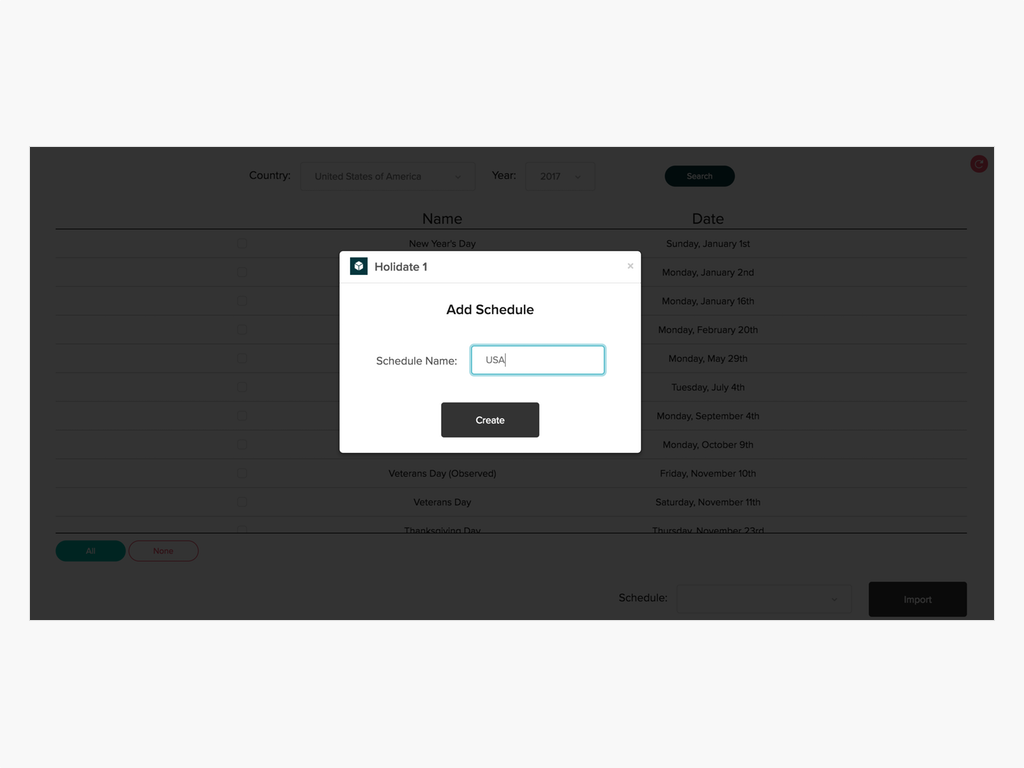 Country: United States of America Year: 2017 Search
Name Date
New Year's Day Sunday, January 1st
Monday, January 2nd
Holidate 1 ×
Monday, January 16th
Add Schedule
Monday, February 20th
Schedule Name: USA
Monday, May 29th
Tuesday, July 4th
Create
Monday, September 4th
Monday, October 9th
Veterans Day (Observed) Friday, November 10th
Veterans Day Saturday, November 11th
Thanksgiving Day Thursday, November 23rd
All None
Schedule: Import